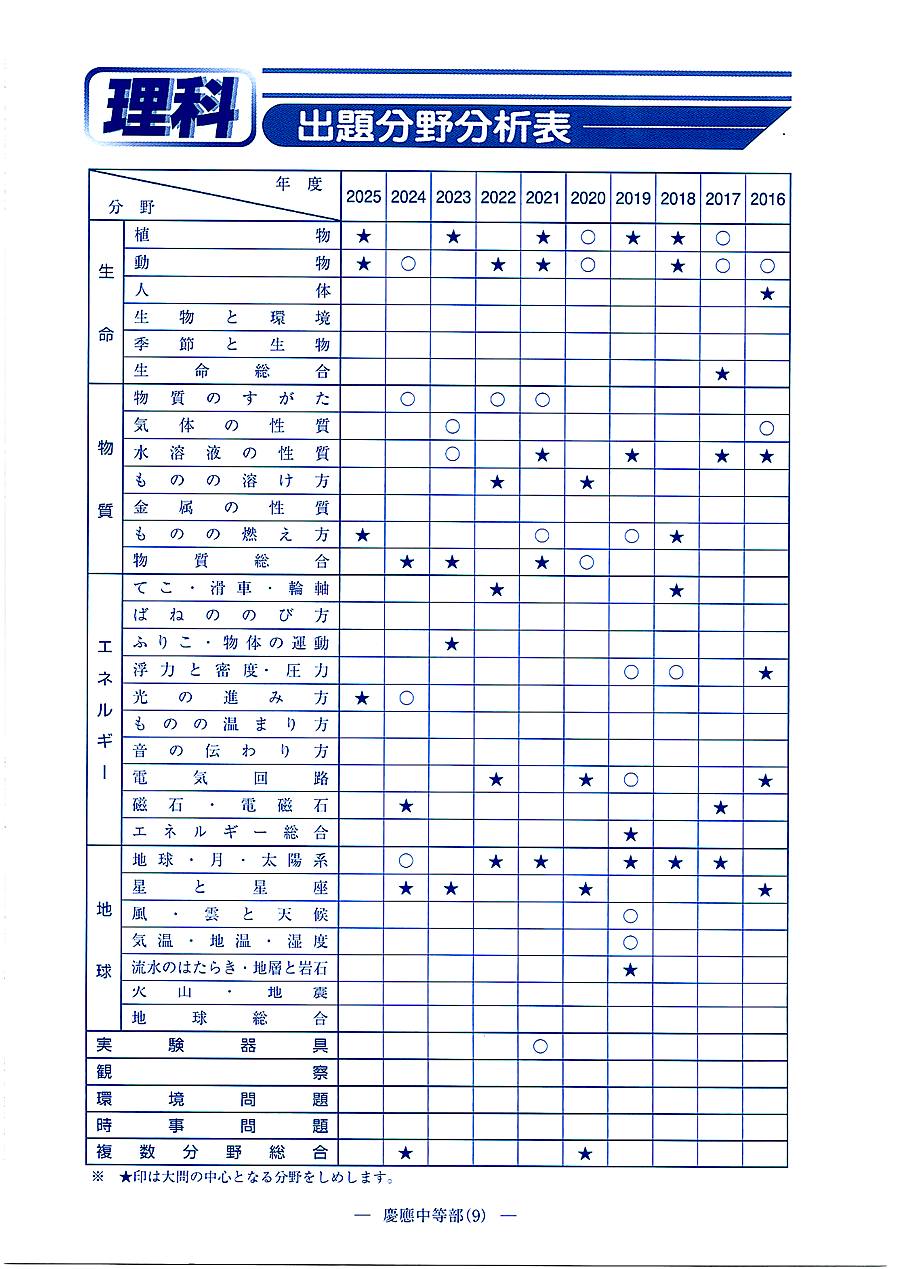 理科
出題分野分析表
年度
分野
2025 2024 2023 2022 2021 2020 2019 2018 2017 2016
生命
植物 ★ ★ ★ ○ ★ ★ ○
動物 ★ ○ ★ ★ ○ ★ ○ ○
人体 ★
生物と環境
季節と生物
生命総合 ★
物質
物質のすがた ○ ○ ○
気体の性質 ○ ○
水溶液の性質 ○ ★ ★ ★ ★
ものの溶け方 ★ ★
金属の性質
ものの燃え方 ★ ○ ○ ★
物質総合 ★ ★ ★ ○
エネルギー
てこ・滑車・輪軸 ★ ★
ばねののび方
ふりこ・物体の運動 ★
浮力と密度・圧力 ○ ○ ★
光の進み方 ★ ○
ものの温まり方
音の伝わり方
電気回路 ★ ★ ○ ★
磁石・電磁石 ★ ★
エネルギー総合 ★
地球
地球・月・太陽系 ○ ★ ★ ★ ★ ★
星と星座 ★ ★ ★ ★
風・雲と天候 ○
気温・地温・湿度 ○
流水のはたらき・地層と岩石 ★
火山・地震
地球総合
実験器具 ○
観察
環境問題
時事問題
複数分野総合 ★ ★
※ ★印は大問の中心となる分野をしめします。
― 慶應中等部(9) ―